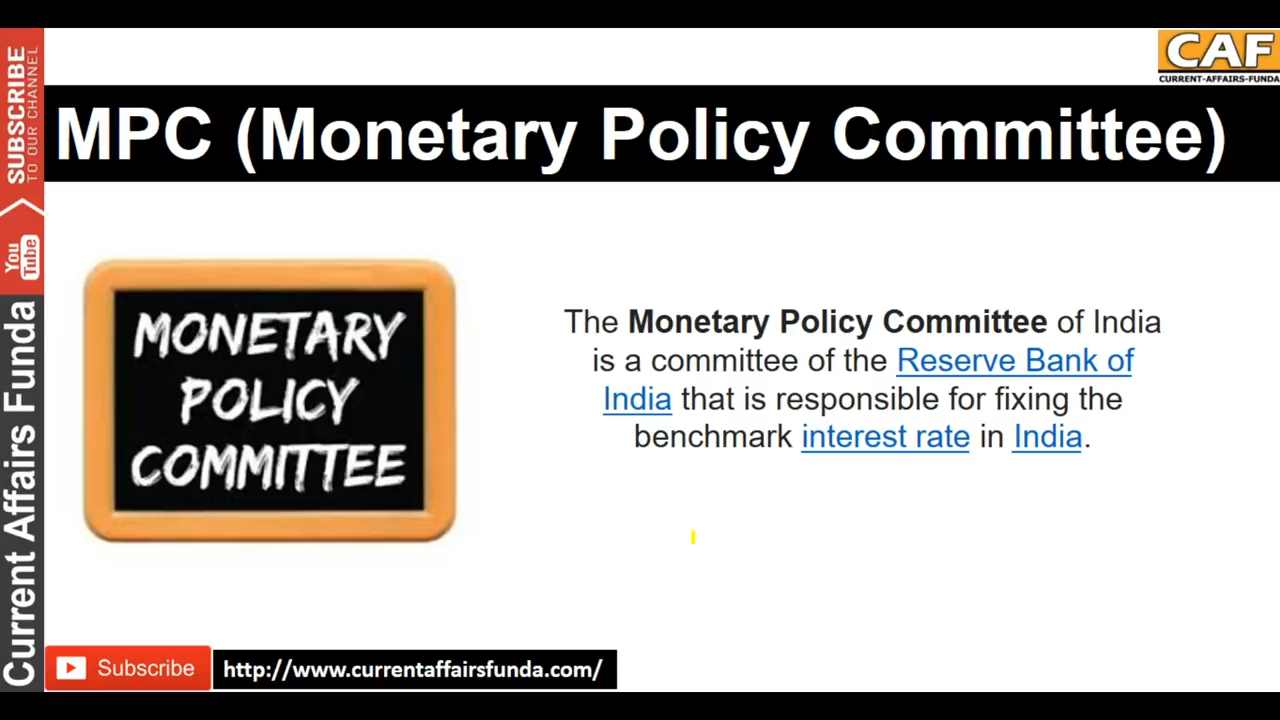 CAF
CURRENT-AFFAIRS-FUNDA
SUBSCRIBE
TO OUR CHANNEL
You
Tube
Current Affairs Funda
MPC (Monetary Policy Committee)
MONETARY
POLICY
COMMITTEE
The Monetary Policy Committee of India
is a committee of the Reserve Bank of
India that is responsible for fixing the
benchmark interest rate in India.
Subscribe
http://www.currentaffairsfunda.com/